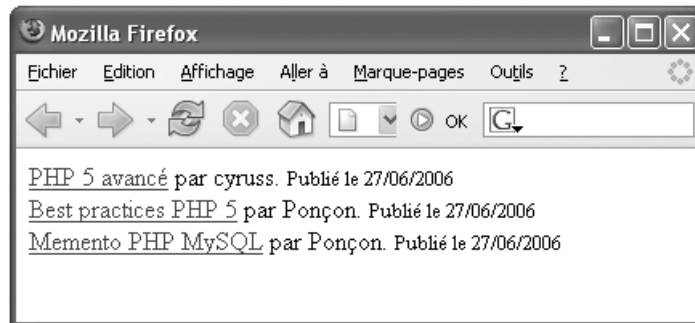 Mozilla Firefox
Fichier Edition Affichage Aller à Marque-pages Outils ?
OK G
PHP 5 avancé par cyruss. Publié le 27/06/2006
Best practices PHP 5 par Ponçon. Publié le 27/06/2006
Memento PHP MySQL par Ponçon. Publié le 27/06/2006